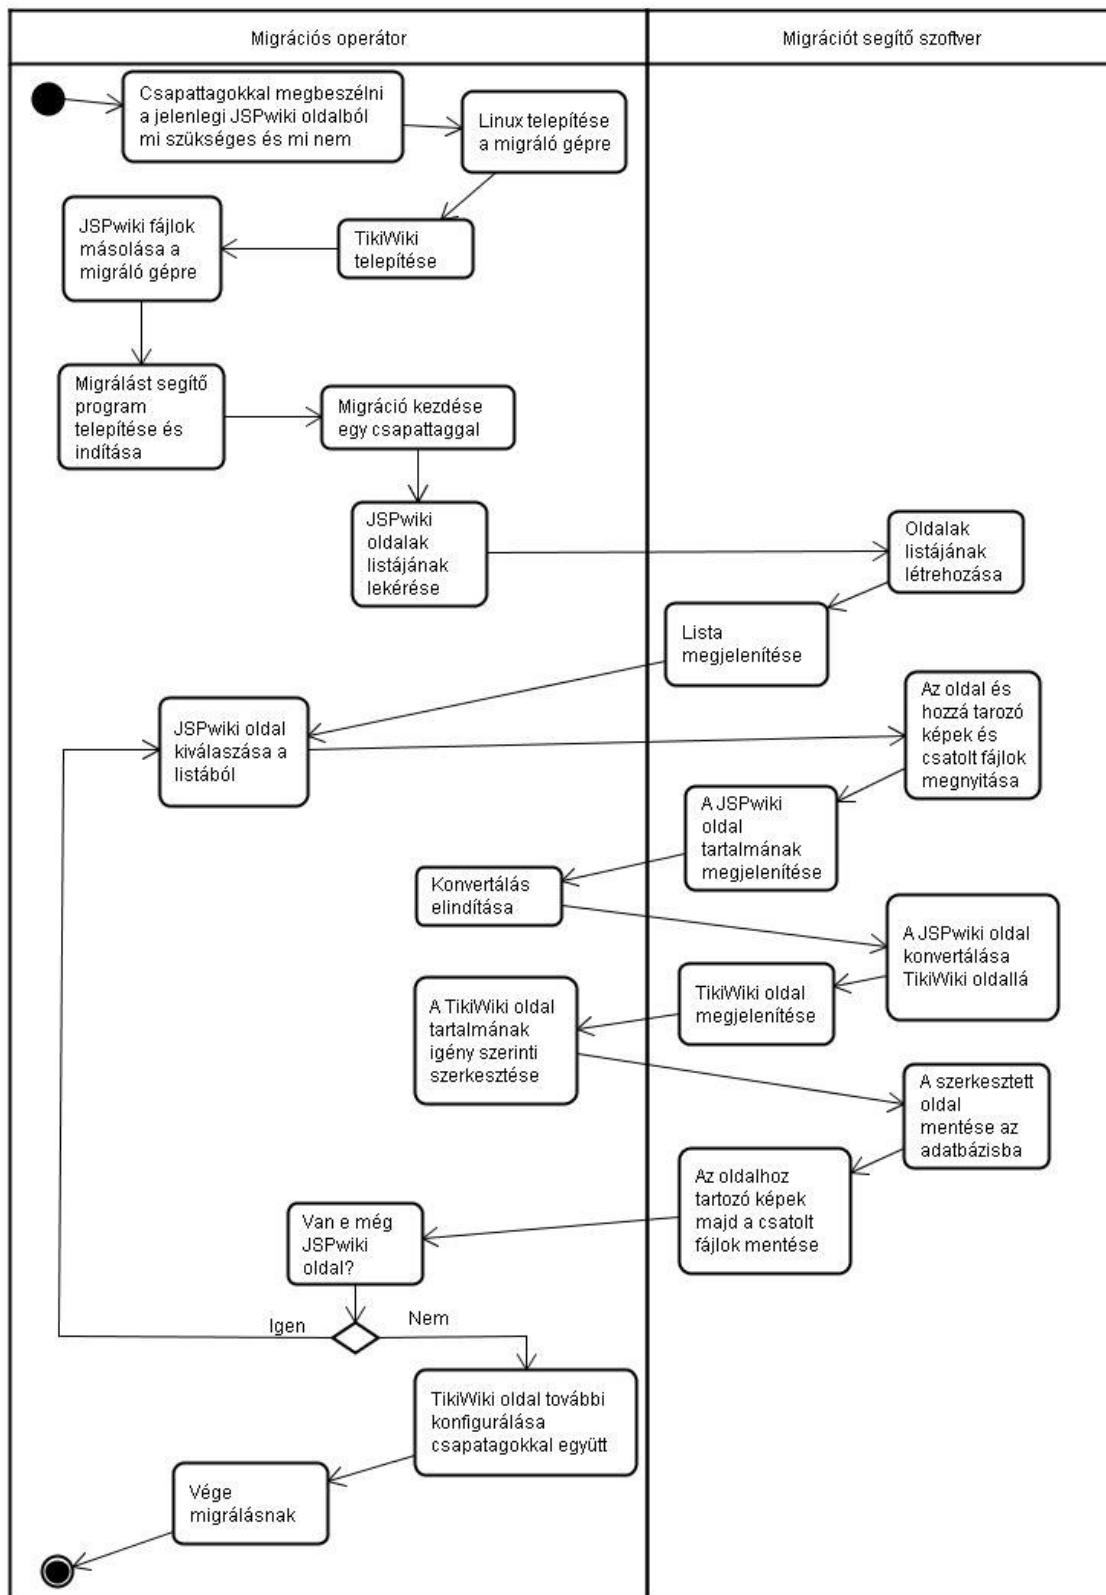 Migrációs operátor
Migrációt segítő szoftver
Csapattagokkal megbeszélni
a jelenlegi JSPwiki oldalból
mi szükséges és mi nem
Linux telepítése
a migráló gépre
TikiWiki
telepítése
JSPwiki fájlok
másolása a
migráló gépre
Migrálást segítő
program
telepítése és
indítása
Migráció kezdése
egy csapattaggal
JSPwiki
oldalak
listájának
lekérése
Oldalak
listájának
létrehozása
Lista
megjelenítése
JSPwiki oldal
kiválaszása a
listából
Az oldal és
hozzá tarozó
képek és
csatolt fájlok
megnyitása
A JSPwiki
oldal
tartalmának
megjelenítése
Konvertálás
elindítása
A JSPwiki oldal
konvertálása
TikiWiki oldallá
TikiWiki oldal
megjelenítése
A TikiWiki oldal
tartalmának
igény szerinti
szerkesztése
A szerkesztett
oldal
mentése az
adatbázisba
Az oldalhoz
tartozó képek
majd a csatolt
fájlok mentése
Van e még
JSPwiki
oldal?
Igen
Nem
TikiWiki oldal további
konfigurálása
csapatagokkal együtt
Vége
migrálásnak